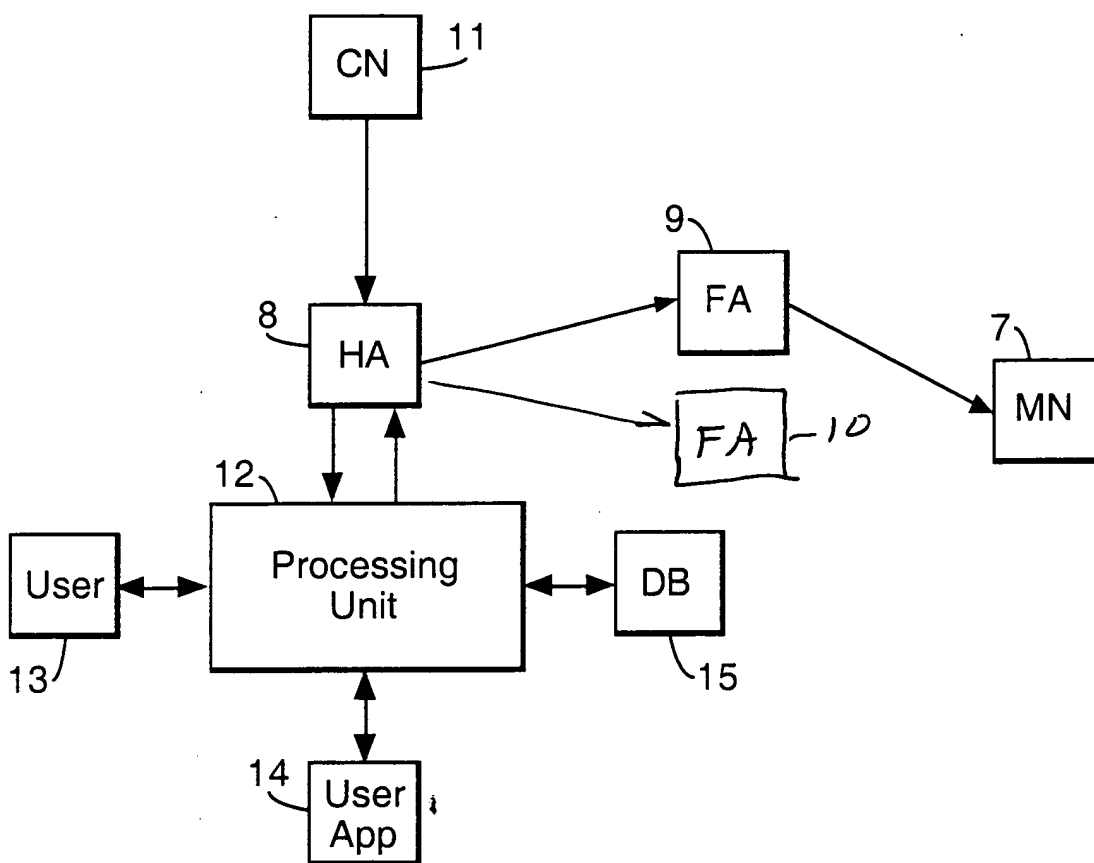 CN
11
9
FA
8
HA
7
MN
FA
10
12
Processing
Unit
User
13
DB
15
14
User
App